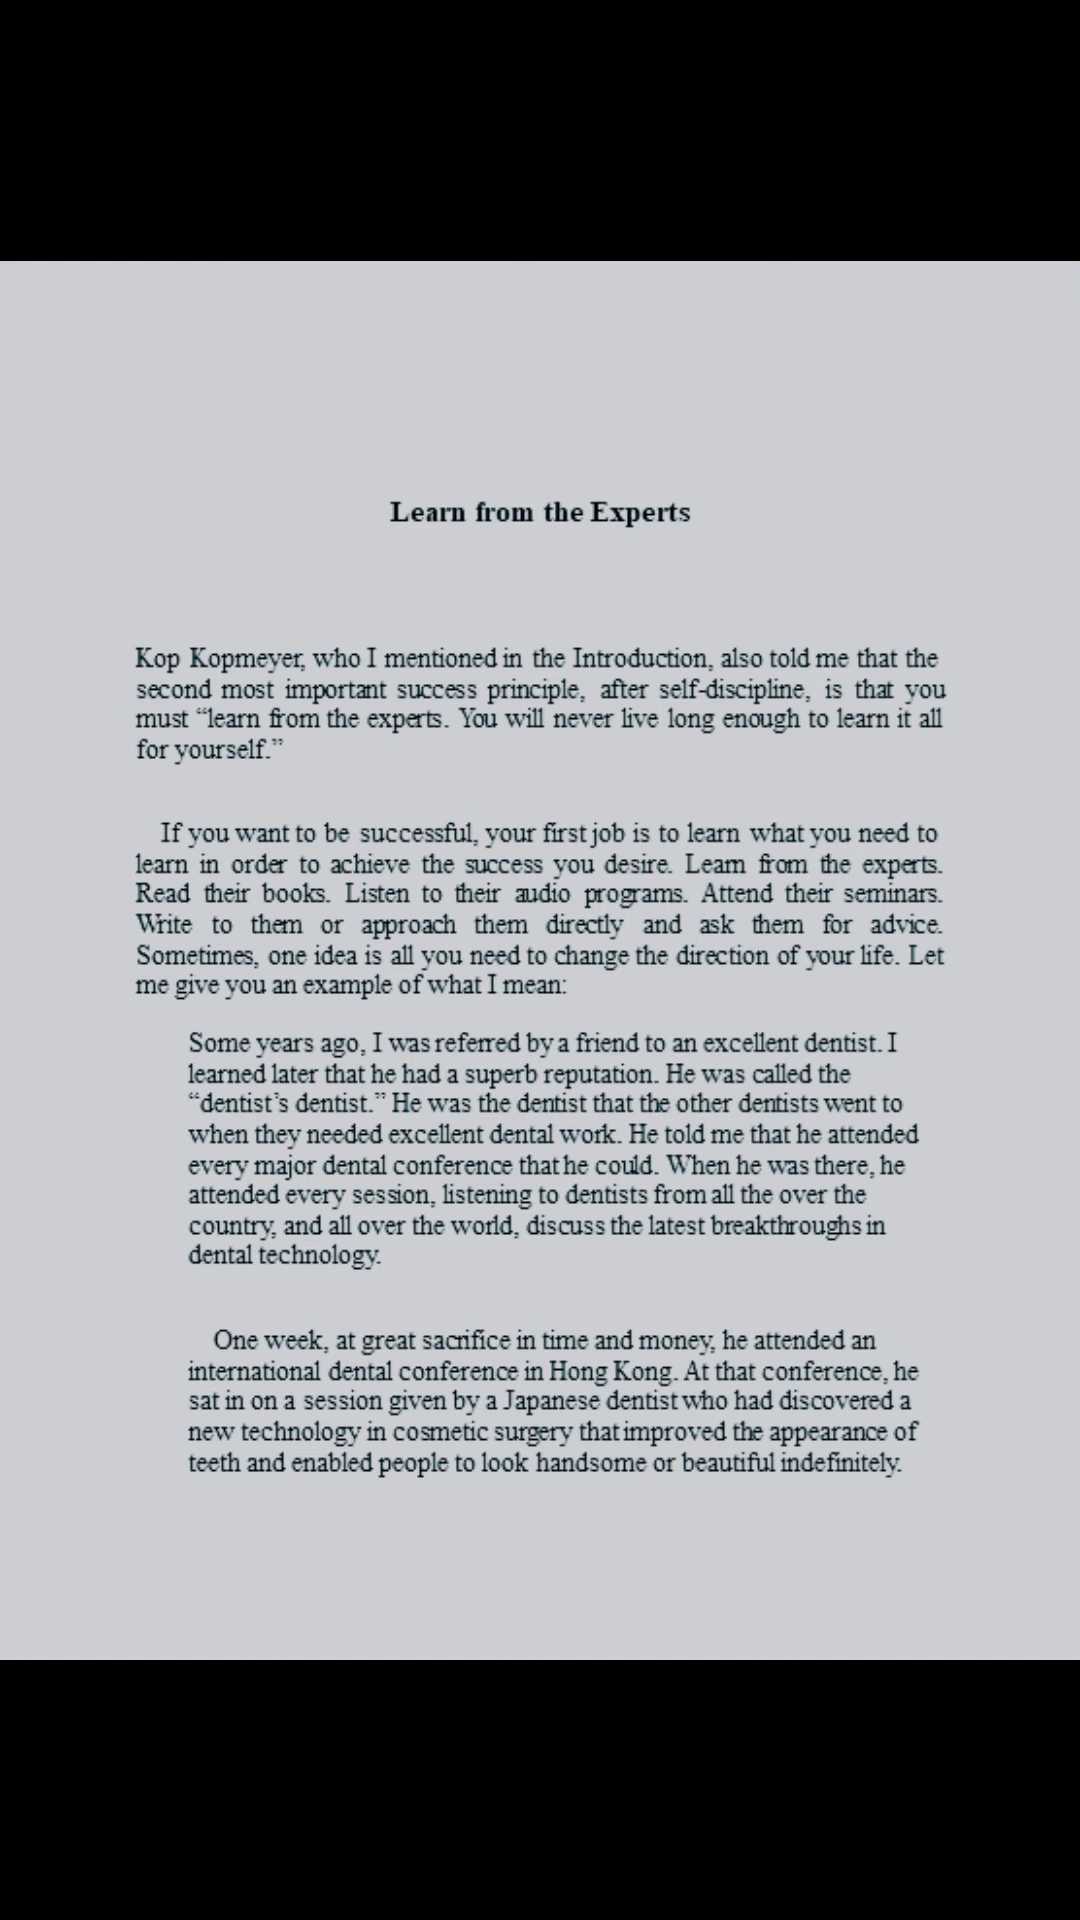 Learn from the Experts
Kop Kopmeyer, who I mentioned in the Introduction, also told me that the
second most important success principle, after self-discipline, is that you
must “learn from the experts. You will never live long enough to learn it all
for yourself.”
If you want to be successful, your first job is to learn what you need to
learn in order to achieve the success you desire. Learn from the experts.
Read their books. Listen to their audio programs. Attend their seminars.
Write to them or approach them directly and ask them for advice.
Sometimes, one idea is all you need to change the direction of your life. Let
me give you an example of what I mean:
Some years ago, I was referred by a friend to an excellent dentist. I
learned later that he had a superb reputation. He was called the
“dentist’s dentist.” He was the dentist that the other dentists went to
when they needed excellent dental work. He told me that he attended
every major dental conference that he could. When he was there, he
attended every session, listening to dentists from all the over the
country, and all over the world, discuss the latest breakthroughs in
dental technology.
One week, at great sacrifice in time and money, he attended an
international dental conference in Hong Kong. At that conference, he
sat in on a session given by a Japanese dentist who had discovered a
new technology in cosmetic surgery that improved the appearance of
teeth and enabled people to look handsome or beautiful indefinitely.